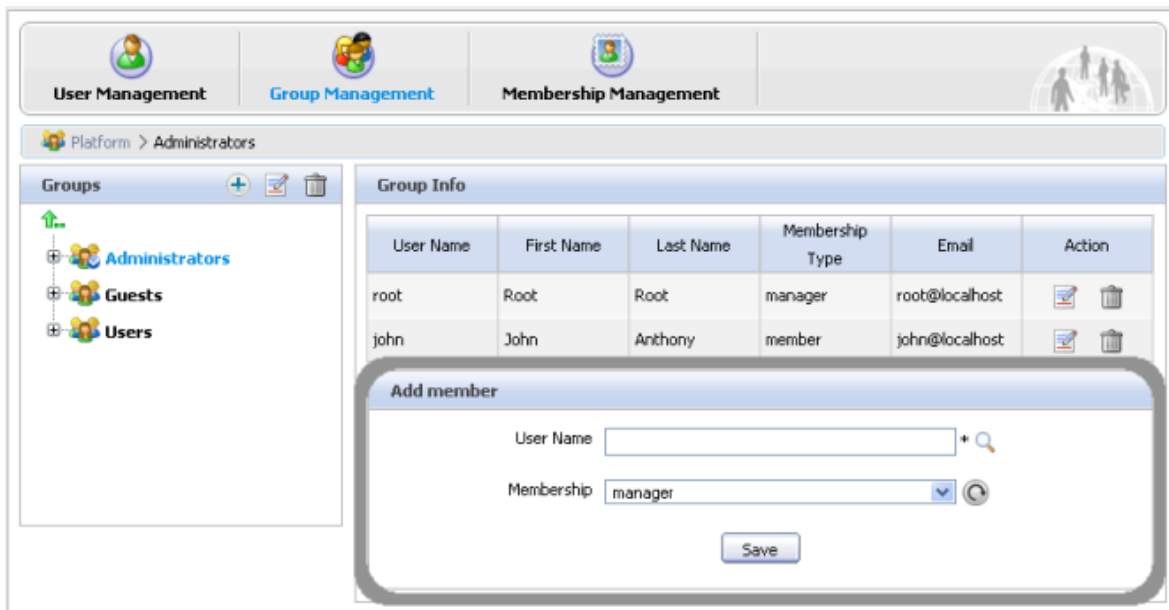 User Management Group Management Membership Management
Platform > Administrators
Groups
Administrators
Guests
Users
Group Info
User Name First Name Last Name Membership Type Email Action
root Root Root manager root@localhost
john John Anthony member john@localhost
Add member
User Name *
Membership manager
Save